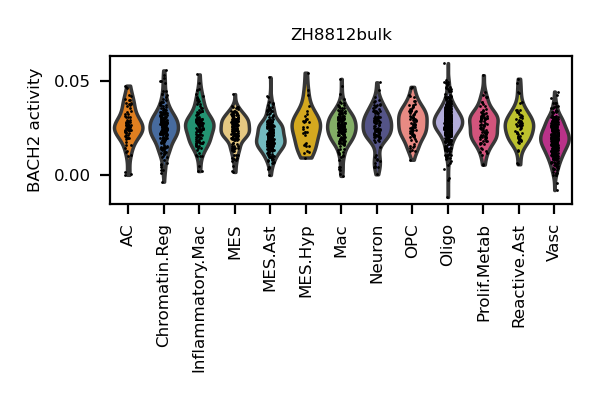 ZH8812bulk
BACH2 activity
0.05
0.00
AC
Chromatin.Reg
Inflammatory.Mac
MES
MES.Ast
MES.Hyp
Mac
Neuron
OPC
Oligo
Prolif.Metab
Reactive.Ast
Vasc